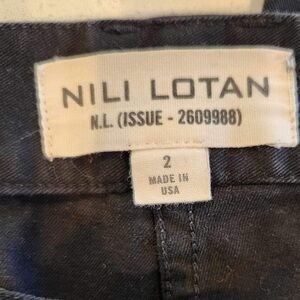 NILI LOTAN
N.L. (ISSUE - 2609988)
2
MADE IN
USA